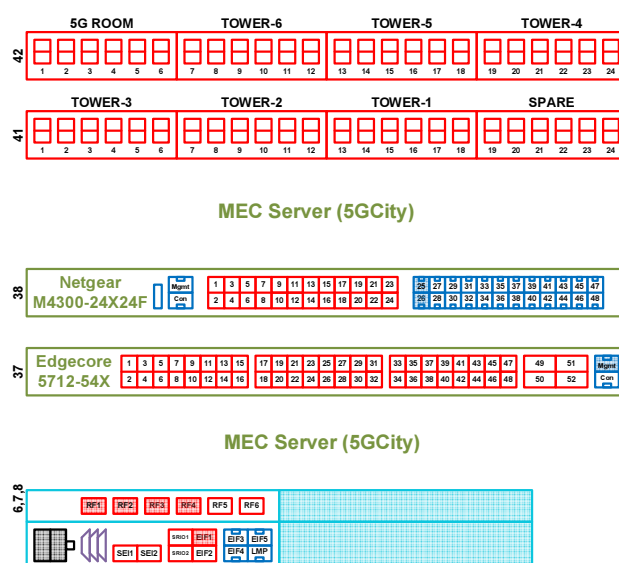 5G ROOM TOWER-6 TOWER-5 TOWER-4
42
1 2 3 4 5 6 7 8 9 10 11 12 13 14 15 16 17 18 19 20 21 22 23 24
TOWER-3 TOWER-2 TOWER-1 SPARE
41
1 2 3 4 5 6 7 8 9 10 11 12 13 14 15 16 17 18 19 20 21 22 23 24
MEC Server (5GCity)
38
Netgear Mgmt 1 3 5 7 9 11 13 15 17 19 21 23 25 27 29 31 33 35 37 39 41 43 45 47
M4300-24X24F Con 2 4 6 8 10 12 14 16 18 20 22 24 26 28 30 32 34 36 38 40 42 44 46 48
37
Edgecore 1 3 5 7 9 11 13 15 17 19 21 23 25 27 29 31 33 35 37 39 41 43 45 47 49 51 Mgmt
5712-54X 2 4 6 8 10 12 14 16 18 20 22 24 26 28 30 32 34 36 38 40 42 44 46 48 50 52 Con
MEC Server (5GCity)
6,7,8
RF1 RF2 RF3 RF4 RF5 RF6
SRIO1 EIF1 EIF3 EIF5
SEI1 SEI2 SRIO2 EIF2 EIF4 LMP